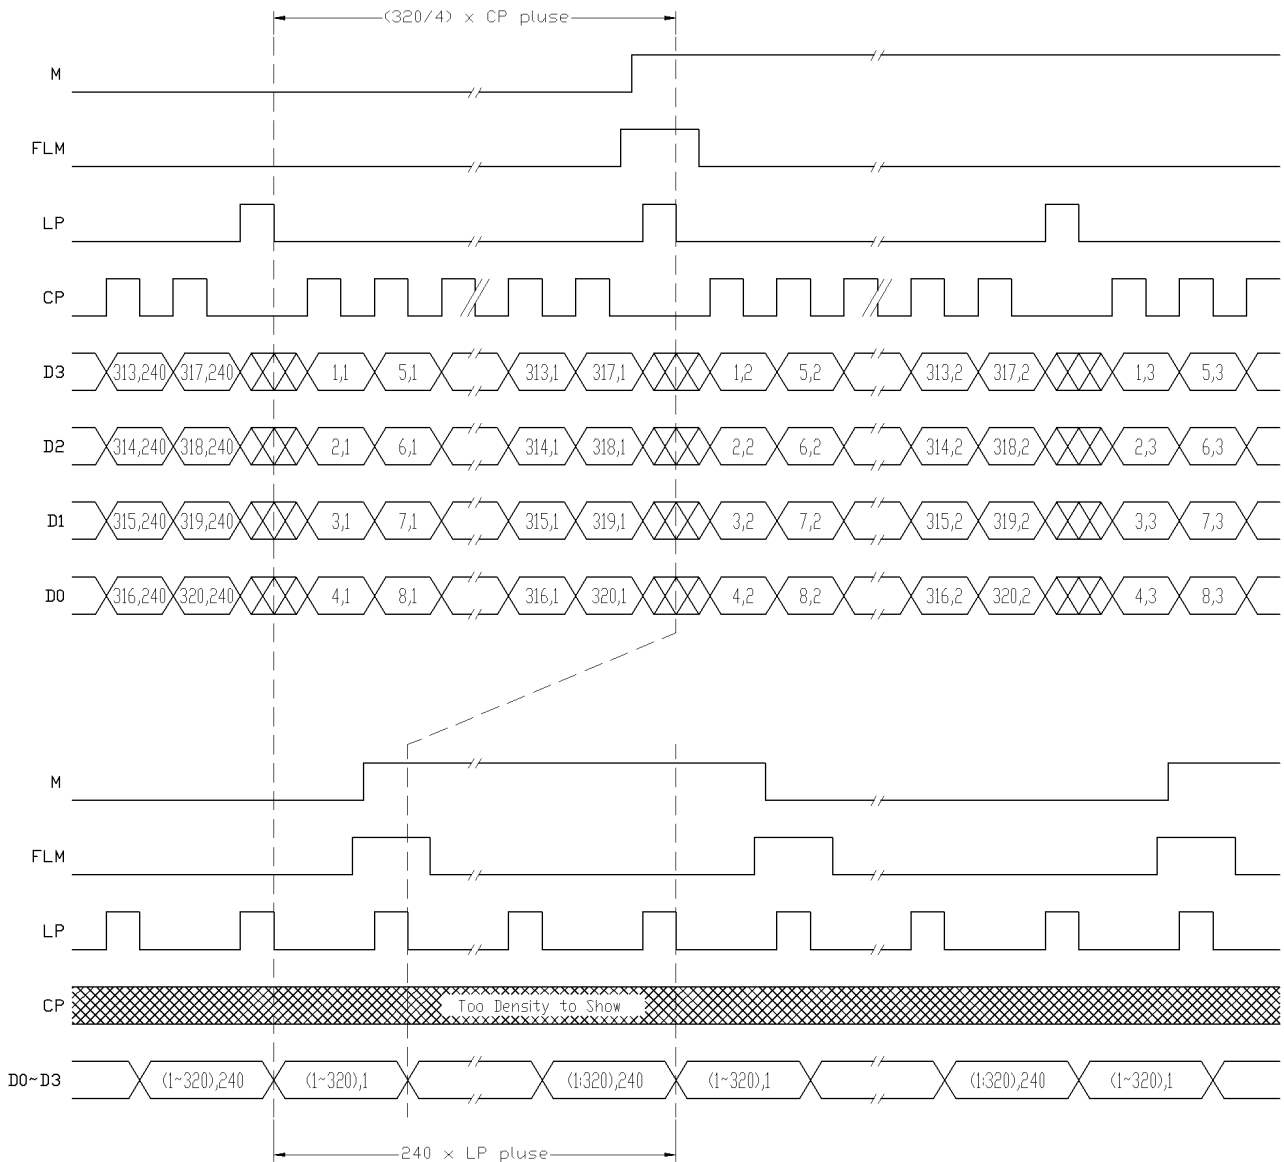 (320/4) x CP pluse
M
FLM
LP
CP
D3 313,240 317,240 1,1 5,1 313,1 317,1 1,2 5,2 313,2 317,2 1,3 5,3
D2 314,240 318,240 2,1 6,1 314,1 318,1 2,2 6,2 314,2 318,2 2,3 6,3
D1 315,240 319,240 3,1 7,1 315,1 319,1 3,2 7,2 315,2 319,2 3,3 7,3
D0 316,240 320,240 4,1 8,1 316,1 320,1 4,2 8,2 316,2 320,2 4,3 8,3
M
FLM
LP
CP Too Density to Show
D0~D3 (1~320),240 (1~320),1 (1:320),240 (1~320),1 (1:320),240 (1~320),1
240 x LP pluse